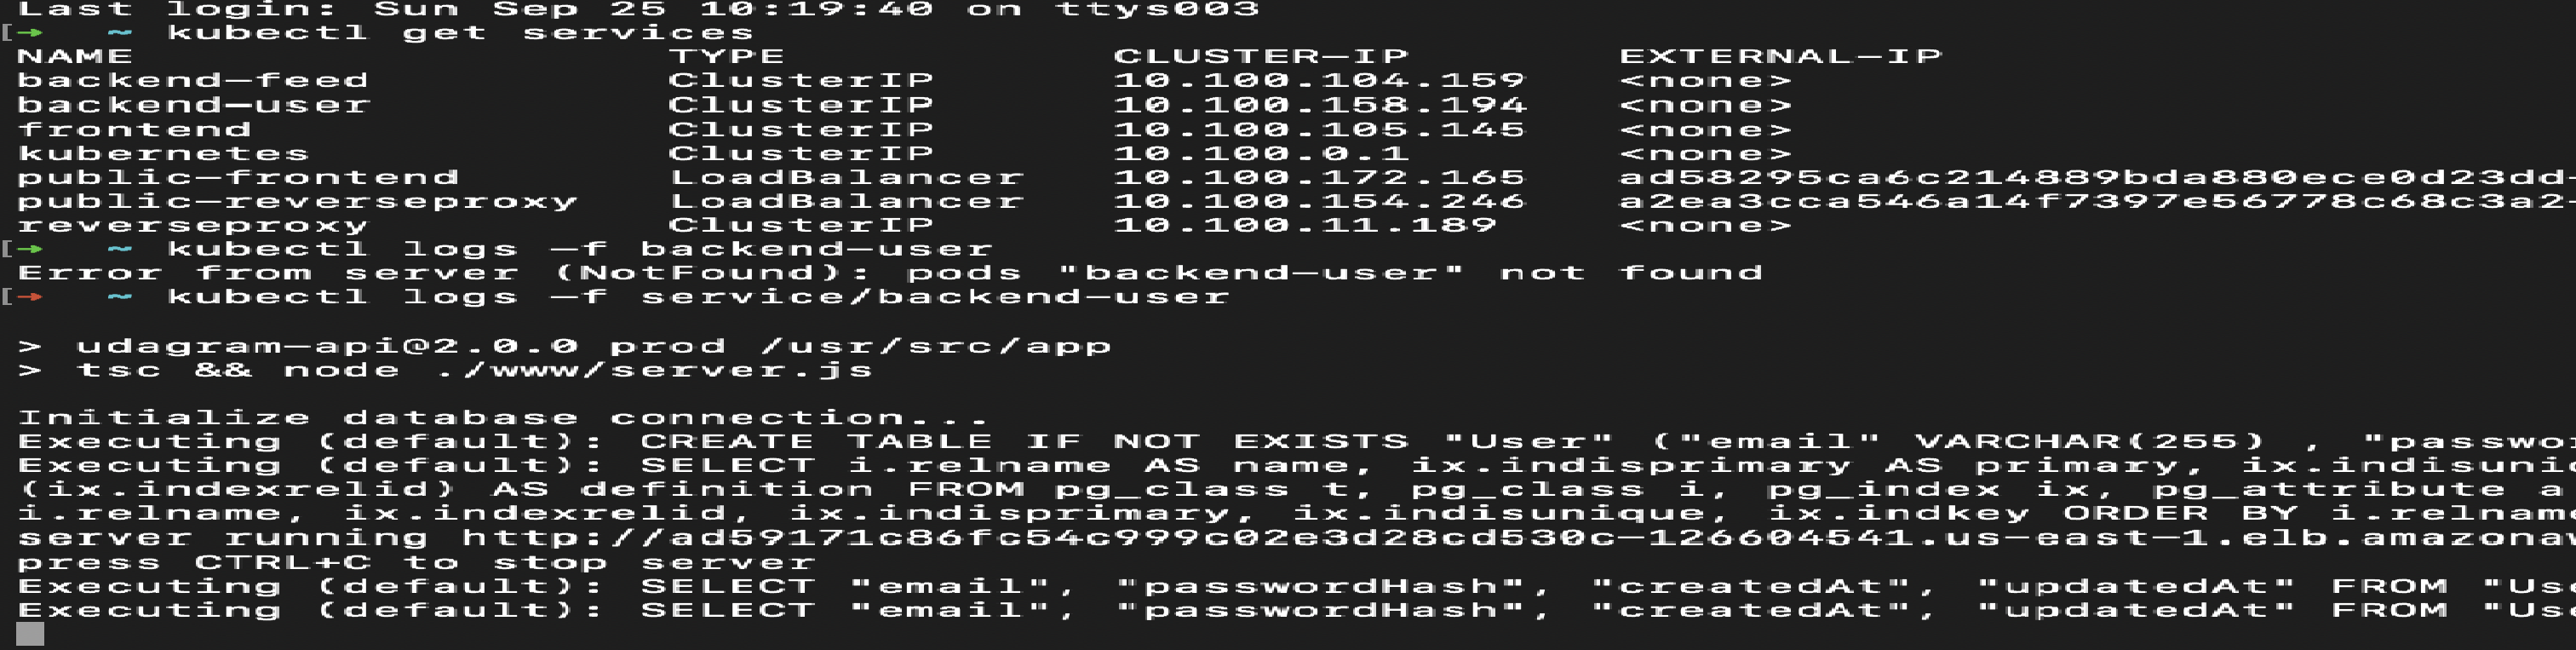 Last login: Sun Sep 25 10:19:40 on ttys003
[→ ~ kubectl get services
NAME TYPE CLUSTER-IP EXTERNAL-IP
backend-feed ClusterIP 10.100.104.159 <none>
backend-user ClusterIP 10.100.158.194 <none>
frontend ClusterIP 10.100.105.145 <none>
kubernetes ClusterIP 10.100.0.1 <none>
public-frontend LoadBalancer 10.100.172.165 ad58295ca6c214889bda880ece0d23dd-
public-reverseproxy LoadBalancer 10.100.154.246 a2ea3cca546a14f7397e56778c68c3a2-
reverseproxy ClusterIP 10.100.11.189 <none>
[→ ~ kubectl logs -f backend-user
Error from server (NotFound): pods "backend-user" not found
[→ ~ kubectl logs -f service/backend-user
> udagram-api@2.0.0 prod /usr/src/app
> tsc && node ./www/server.js
Initialize database connection...
Executing (default): CREATE TABLE IF NOT EXISTS "User" ("email" VARCHAR(255) , "passwo
Executing (default): SELECT i.relname AS name, ix.indisprimary AS primary, ix.indisuni
(ix.indexrelid) AS definition FROM pg_class t, pg_class i, pg_index ix, pg_attribute a
i.relname, ix.indexrelid, ix.indisprimary, ix.indisunique, ix.indkey ORDER BY i.relname
server running http://ad59171c86fc54c999c02e3d28cd530c-126604541.us-east-1.elb.amazona
press CTRL+C to stop server
Executing (default): SELECT "email", "passwordHash", "createdAt", "updatedAt" FROM "Us
Executing (default): SELECT "email", "passwordHash", "createdAt", "updatedAt" FROM "Us